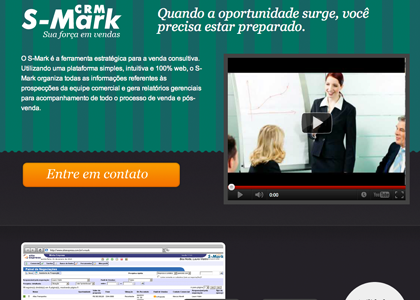 CRM
S-Mark
Sua força em vendas
Quando a oportunidade surge, você
precisa estar preparado.
O S-Mark é a ferramenta estratégica para a venda consultiva.
Utilizando uma plataforma simples, intuitiva e 100% web, o S-
Mark organiza todas as informações referentes às
prospecções da equipe comercial e gera relatórios gerenciais
para acompanhamento de todo o processo de venda e pós-
venda.
0:00
YouTube
Entre em contato
S-Mark